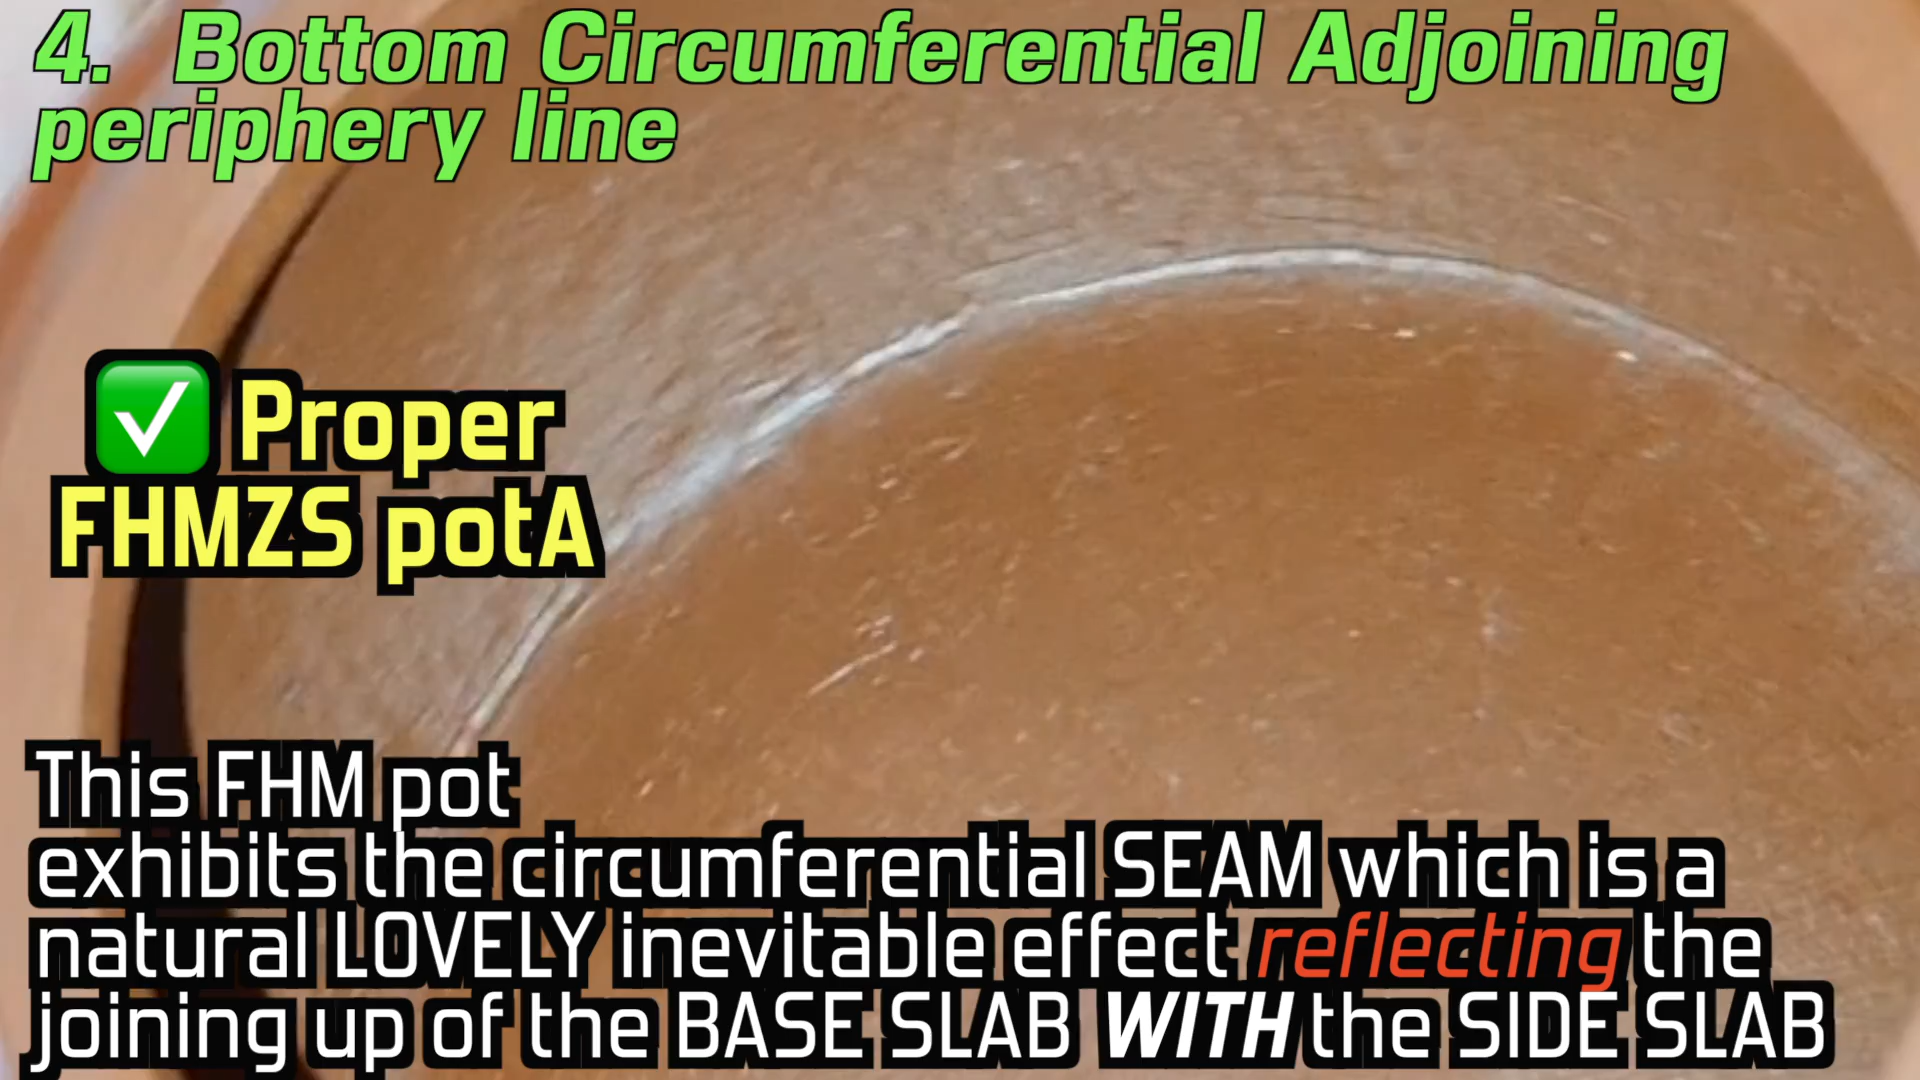 4. Bottom Circumferential Adjoining
periphery line
✅ Proper
FHMZS potA
This FHM pot
exhibits the circumferential SEAM which is a
natural LOVELY inevitable effect reflecting the
joining up of the BASE SLAB WITH the SIDE SLAB